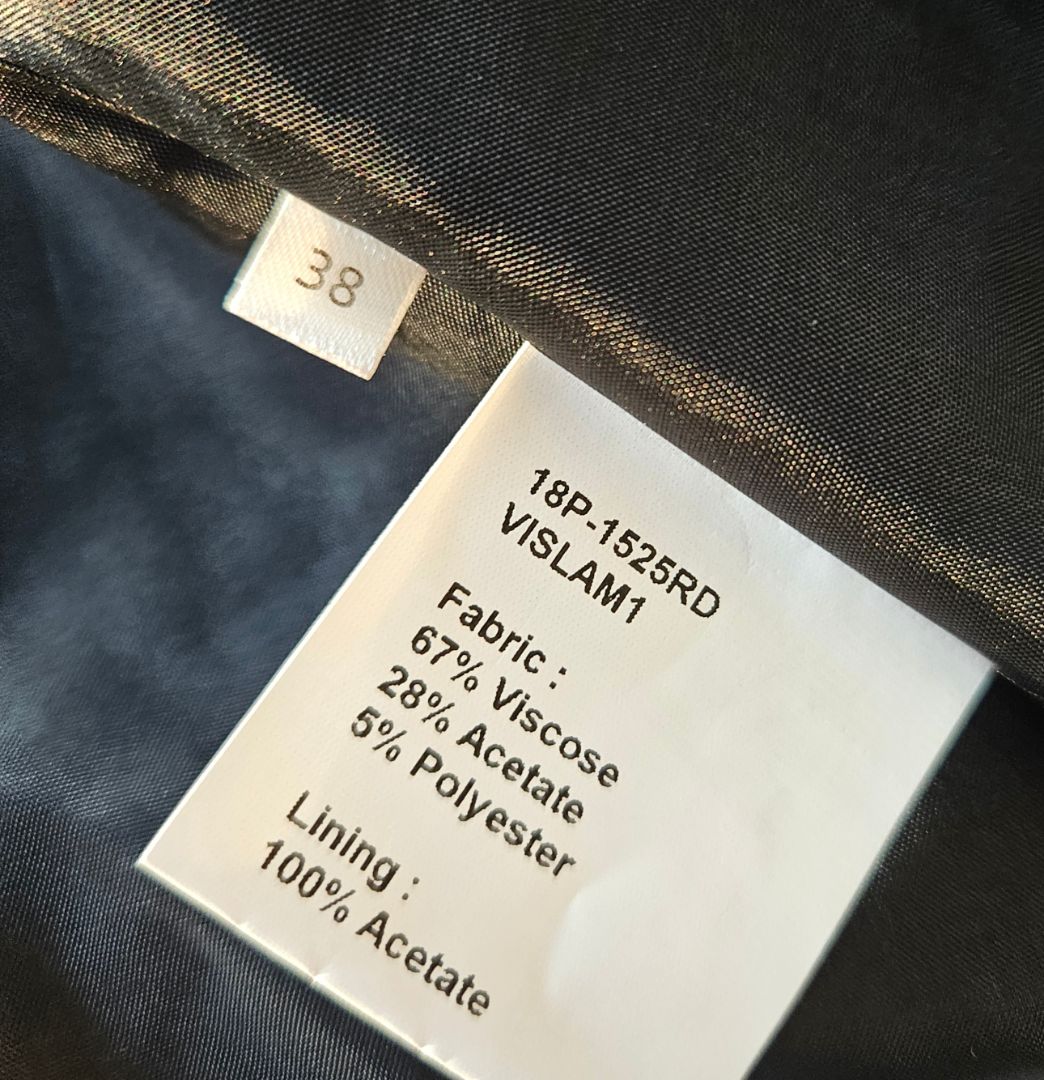 38
18P-1525RD
VISLAM1
Fabric :
67% Viscose
28% Acetate
5% Polyester
Lining :
100% Acetate